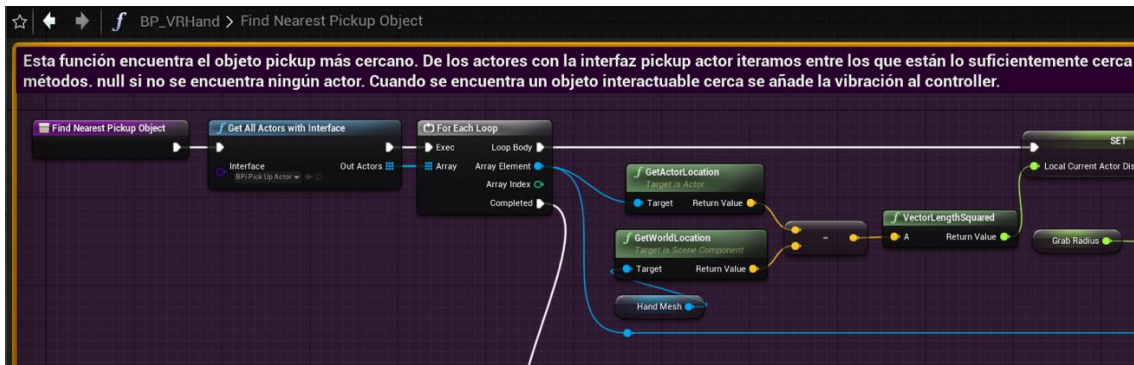 BP_VRHand > Find Nearest Pickup Object
Esta función encuentra el objeto pickup más cercano. De los actores con la interfaz pickup actor iteramos entre los que están lo suficientemente cerca
métodos. null si no se encuentra ningún actor. Cuando se encuentra un objeto interactuable cerca se añade la vibración al controller.
Find Nearest Pickup Object
Get All Actors with Interface
Interface
BPi Pick Up Actor
Out Actors
For Each Loop
Exec
Loop Body
Array
Array Element
Array Index
Completed
GetActorLocation
Target is Actor
Target
Return Value
GetWorldLocation
Target is Scene Component
Target
Return Value
Hand Mesh
-
VectorLengthSquared
A
Return Value
SET
Local Current Actor Dis
Grab Radius